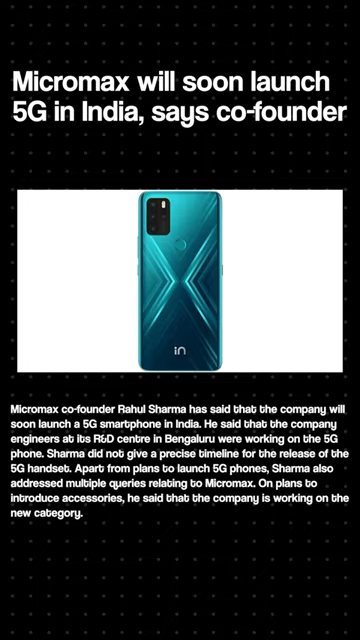 Micromax will soon launch
5G in India, says co-founder
in
Micromax co-founder Rahul Sharma has said that the company will
soon launch a 5G smartphone in India. He said that the company
engineers at its R&D centre in Bengaluru were working on the 5G
phone. Sharma did not give a precise timeline for the release of the
5G handset. Apart from plans to launch 5G phones, Sharma also
addressed multiple queries relating to Micromax. On plans to
introduce accessories, he said that the company is working on the
new category.